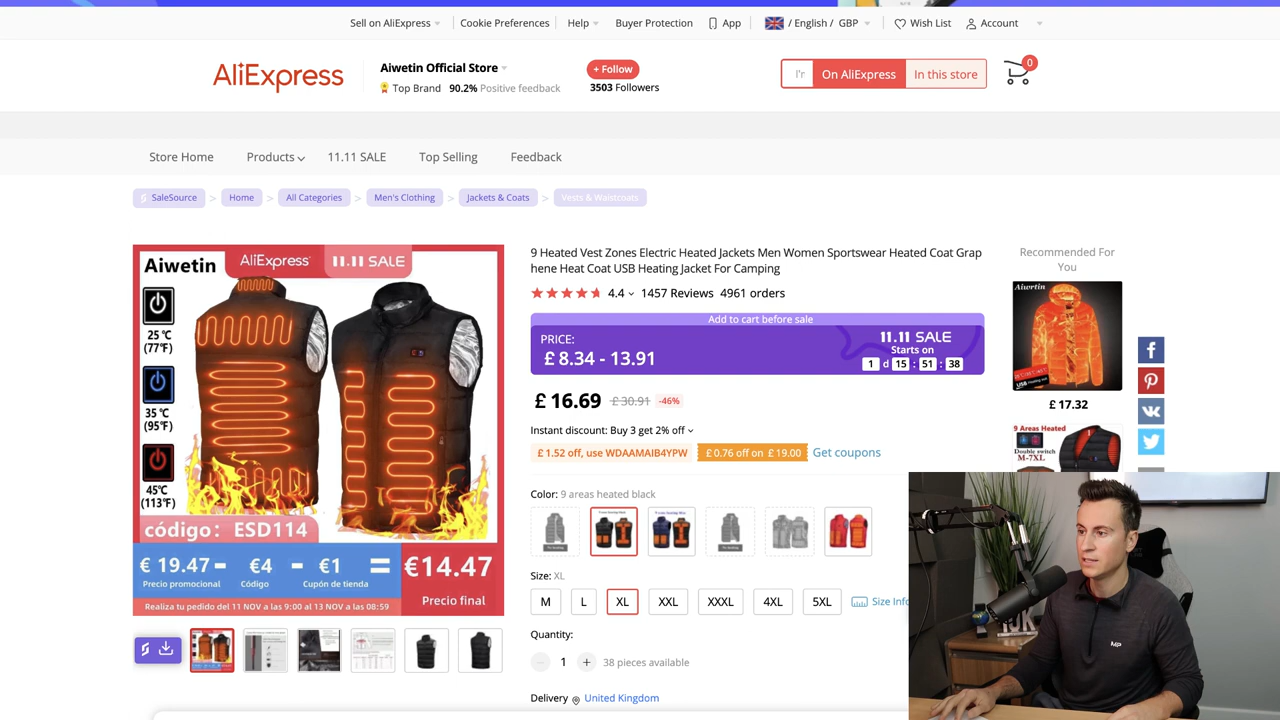 Sell on AliExpress
Cookie Preferences
Help
Buyer Protection
App
/ English / GBP
Wish List
Account
AliExpress
Aiwetin Official Store
Top Brand 90.2% Positive feedback
+ Follow
3503 Followers
On AliExpress
In this store
0
Store Home
Products
11.11 SALE
Top Selling
Feedback
SaleSource > Home > All Categories > Men's Clothing > Jackets & Coats > Vests & Waistcoats
Aiwetin
AliExpress
11.11 SALE
25 ℃
(77℉)
35 ℃
(95℉)
45℃
(113℉)
código: ESD114
€ 19.47 - €4 - €1 = €14.47
Precio promocional
Código
Cupón de tienda
Precio final
Realiza tu pedido del 11 NOV a las 9:00 al 13 NOV a las 08:59
9 Heated Vest Zones Electric Heated Jackets Men Women Sportswear Heated Coat Grap
hene Heat Coat USB Heating Jacket For Camping
4.4
1457 Reviews
4961 orders
Add to cart before sale
PRICE:
£ 8.34 - 13.91
11.11 SALE
Starts on
1 d 15 : 51 : 38
£ 16.69 £ 30.91 -46%
Instant discount: Buy 3 get 2% off
£ 1.52 off, use WDAAMAIB4YPW
£ 0.76 off on £ 19.00
Get coupons
Color: 9 areas heated black
Size: XL
M
L
XL
XXL
XXXL
4XL
5XL
Size Info
Quantity:
1
38 pieces available
Delivery
United Kingdom
Recommended For
You
Aiwetin
£ 17.32
9 Areas Heated
Double switch
M-7XL
MP